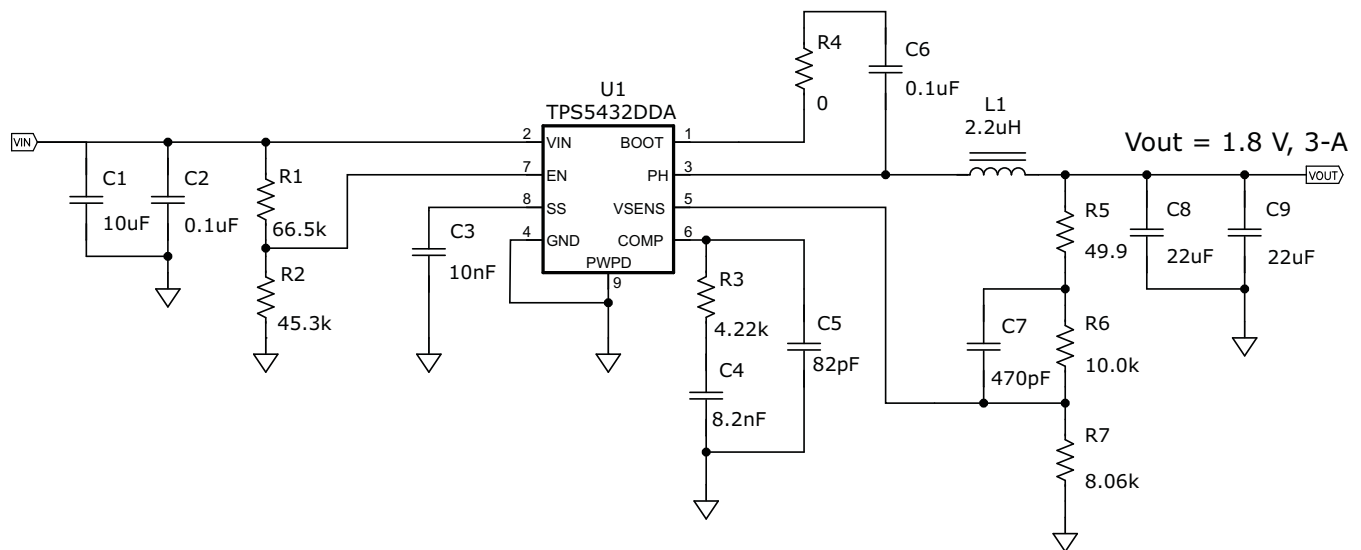 R4
C6
0
0.1uF
U1
TPS5432DDA
L1
2.2uH
Vout = 1.8 V, 3-A
VIN
2
VIN
BOOT
1
7
EN
PH
3
VOUT
8
SS
VSENS
5
4
GND
COMP
6
PWPD
9
C1
10uF
C2
0.1uF
R1
66.5k
R2
45.3k
C3
10nF
R3
4.22k
C4
8.2nF
C5
82pF
R5
49.9
C8
22uF
C9
22uF
C7
470pF
R6
10.0k
R7
8.06k